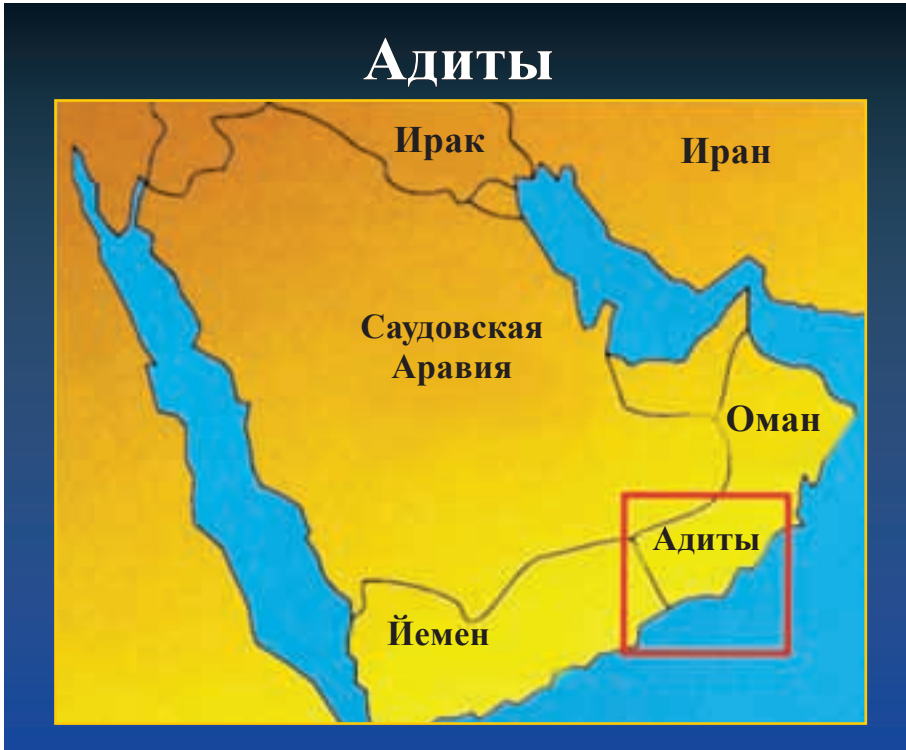 Адиты
Ирак
Иран
Саудовская
Аравия
Оман
Адиты
Йемен